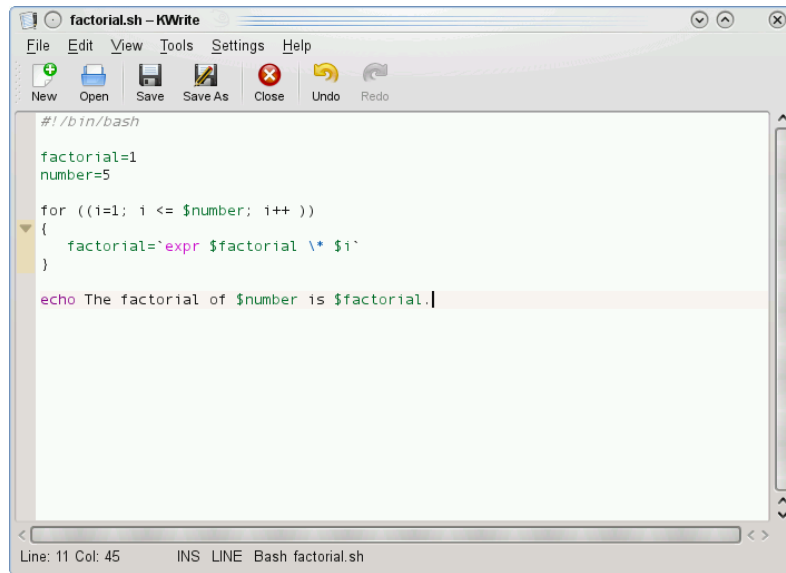 factorial.sh – KWrite
File Edit View Tools Settings Help
New Open Save Save As Close Undo Redo
#!/bin/bash
factorial=1
number=5
for ((i=1; i <= $number; i++ ))
{
factorial=`expr $factorial \* $i`
}
echo The factorial of $number is $factorial.
Line: 11 Col: 45 INS LINE Bash factorial.sh